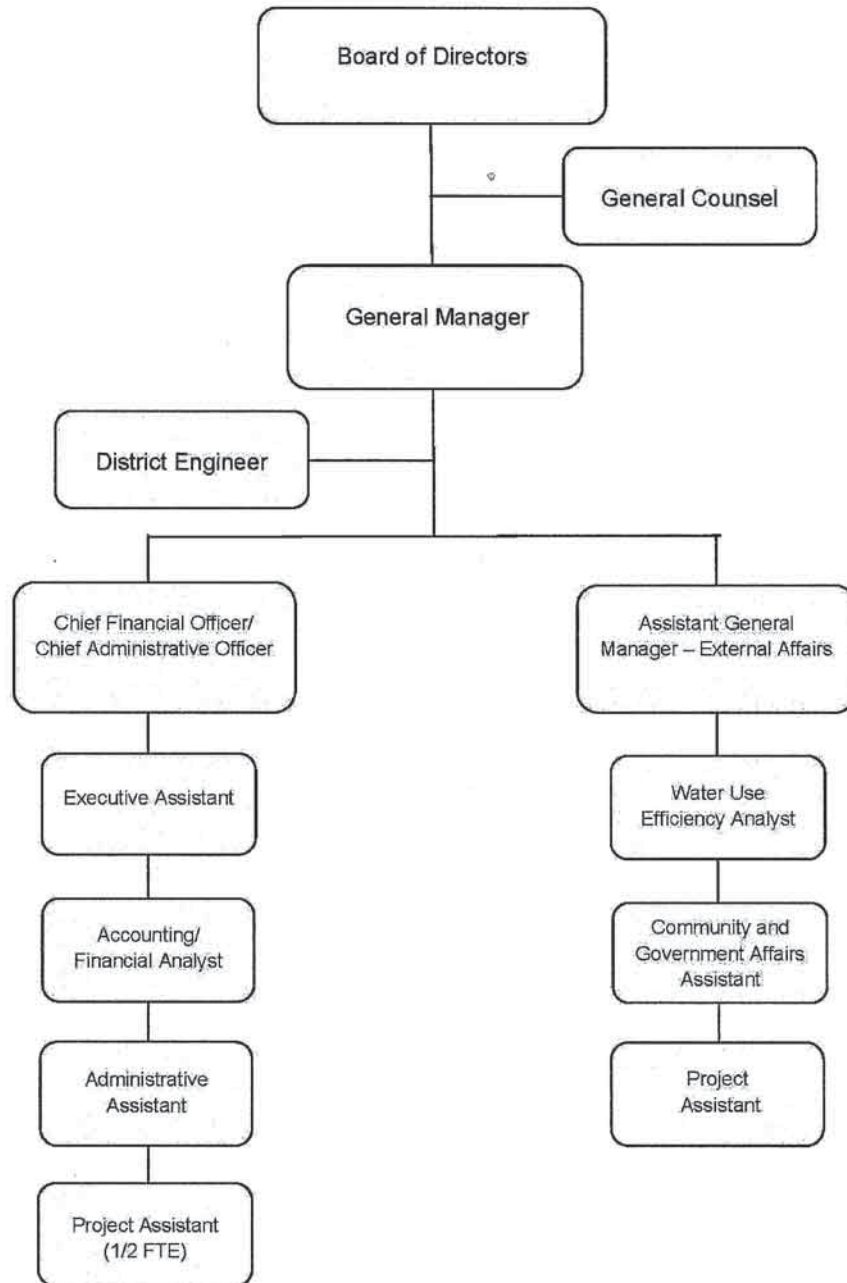 Board of Directors
General Counsel
General Manager
District Engineer
Chief Financial Officer/
Chief Administrative Officer
Executive Assistant
Accounting/
Financial Analyst
Administrative
Assistant
Project Assistant
(1/2 FTE)
Assistant General
Manager – External Affairs
Water Use
Efficiency Analyst
Community and
Government Affairs
Assistant
Project
Assistant